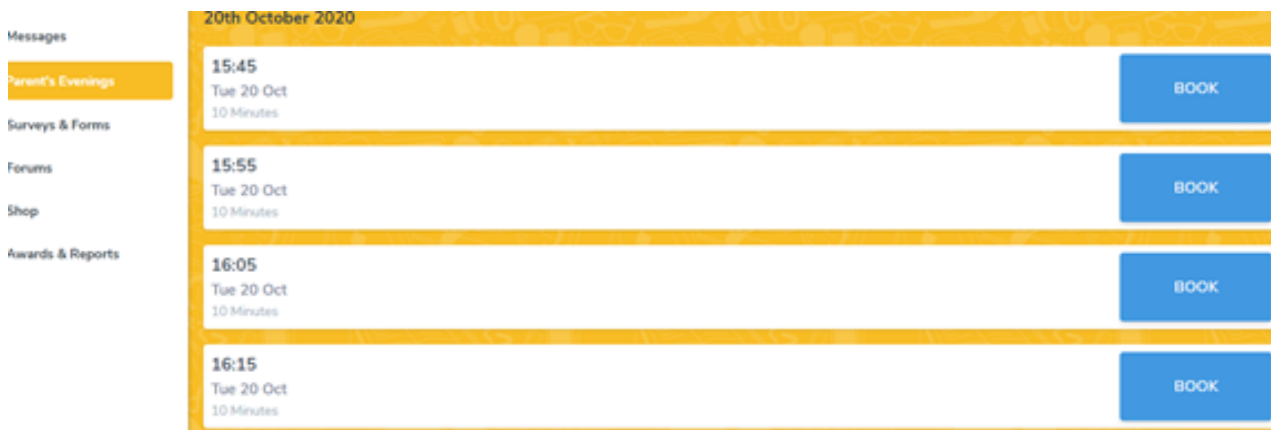 Messages
Parent's Evenings
Surveys & Forms
Forums
Shop
Awards & Reports
20th October 2020
15:45
Tue 20 Oct
10 Minutes
BOOK
15:55
Tue 20 Oct
10 Minutes
BOOK
16:05
Tue 20 Oct
10 Minutes
BOOK
16:15
Tue 20 Oct
10 Minutes
BOOK